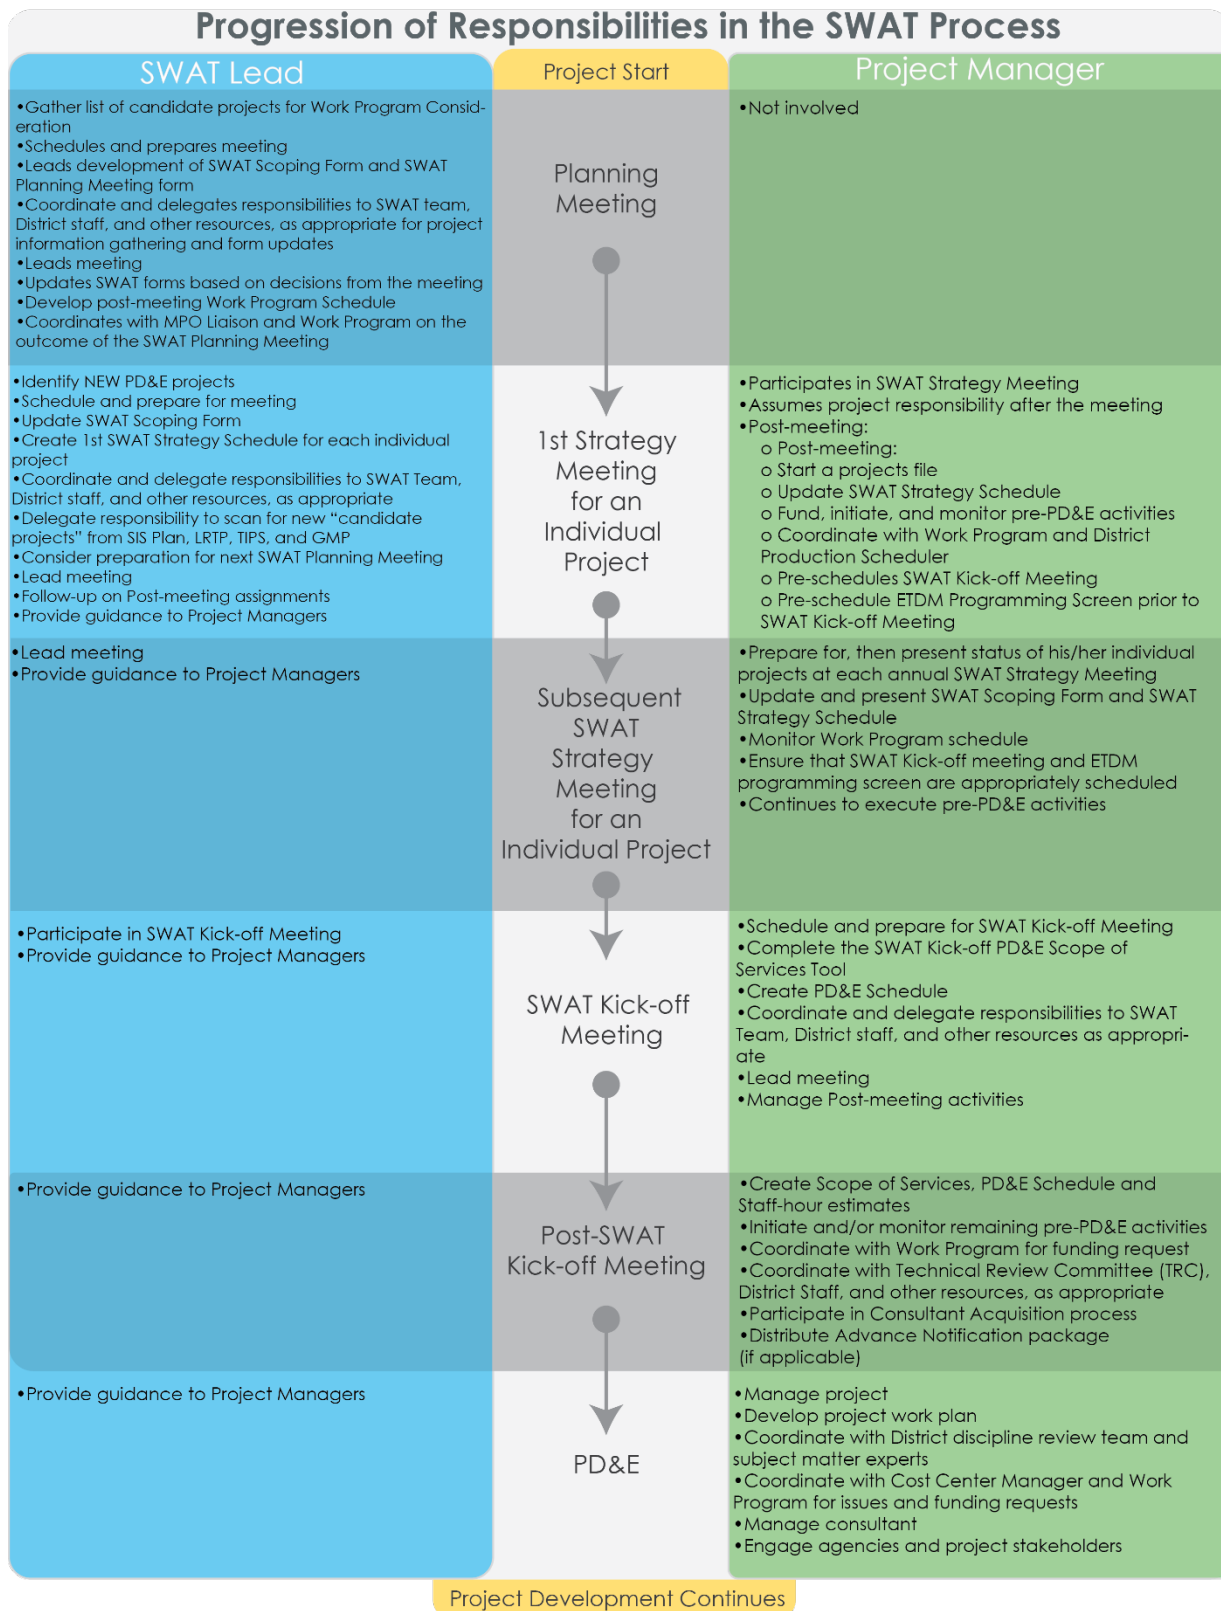 Progression of Responsibilities in the SWAT Process
SWAT Lead
Project Start
Project Manager
•Gather list of candidate projects for Work Program Consid-
eration
•Schedules and prepares meeting
•Leads development of SWAT Scoping Form and SWAT
Planning Meeting form
•Coordinate and delegates responsibilities to SWAT team,
District staff, and other resources, as appropriate for project
information gathering and form updates
•Leads meeting
•Updates SWAT forms based on decisions from the meeting
•Develop post-meeting Work Program Schedule
•Coordinates with MPO Liaison and Work Program on the
outcome of the SWAT Planning Meeting
Planning
Meeting
•Not involved
•Identify NEW PD&E projects
•Schedule and prepare for meeting
•Update SWAT Scoping Form
•Create 1st SWAT Strategy Schedule for each individual
project
•Coordinate and delegate responsibilities to SWAT Team,
District staff, and other resources, as appropriate
•Delegate responsibility to scan for new “candidate
projects” from SIS Plan, LRTP, TIPS, and GMP
•Consider preparation for next SWAT Planning Meeting
•Lead meeting
•Follow-up on Post-meeting assignments
•Provide guidance to Project Managers
1st Strategy
Meeting
for an
Individual
Project
•Participates in SWAT Strategy Meeting
•Assumes project responsibility after the meeting
•Post-meeting:
o Post-meeting:
o Start a projects file
o Update SWAT Strategy Schedule
o Fund, initiate, and monitor pre-PD&E activities
o Coordinate with Work Program and District
Production Scheduler
o Pre-schedules SWAT Kick-off Meeting
o Pre-schedule ETDM Programming Screen prior to
SWAT Kick-off Meeting
•Lead meeting
•Provide guidance to Project Managers
Subsequent
SWAT
Strategy
Meeting
for an
Individual Project
•Prepare for, then present status of his/her individual
projects at each annual SWAT Strategy Meeting
•Update and present SWAT Scoping Form and SWAT
Strategy Schedule
•Monitor Work Program schedule
•Ensure that SWAT Kick-off meeting and ETDM
programming screen are appropriately scheduled
•Continues to execute pre-PD&E activities
•Participate in SWAT Kick-off Meeting
•Provide guidance to Project Managers
SWAT Kick-off
Meeting
•Schedule and prepare for SWAT Kick-off Meeting
•Complete the SWAT Kick-off PD&E Scope of
Services Tool
•Create PD&E Schedule
•Coordinate and delegate responsibilities to SWAT
Team, District staff, and other resources as appropri-
ate
•Lead meeting
•Manage Post-meeting activities
•Provide guidance to Project Managers
Post-SWAT
Kick-off Meeting
•Create Scope of Services, PD&E Schedule and
Staff-hour estimates
•Initiate and/or monitor remaining pre-PD&E activities
•Coordinate with Work Program for funding request
•Coordinate with Technical Review Committee (TRC),
District Staff, and other resources, as appropriate
•Participate in Consultant Acquisition process
•Distribute Advance Notification package
(if applicable)
•Provide guidance to Project Managers
PD&E
•Manage project
•Develop project work plan
•Coordinate with District discipline review team and
subject matter experts
•Coordinate with Cost Center Manager and Work
Program for issues and funding requests
•Manage consultant
•Engage agencies and project stakeholders
Project Development Continues